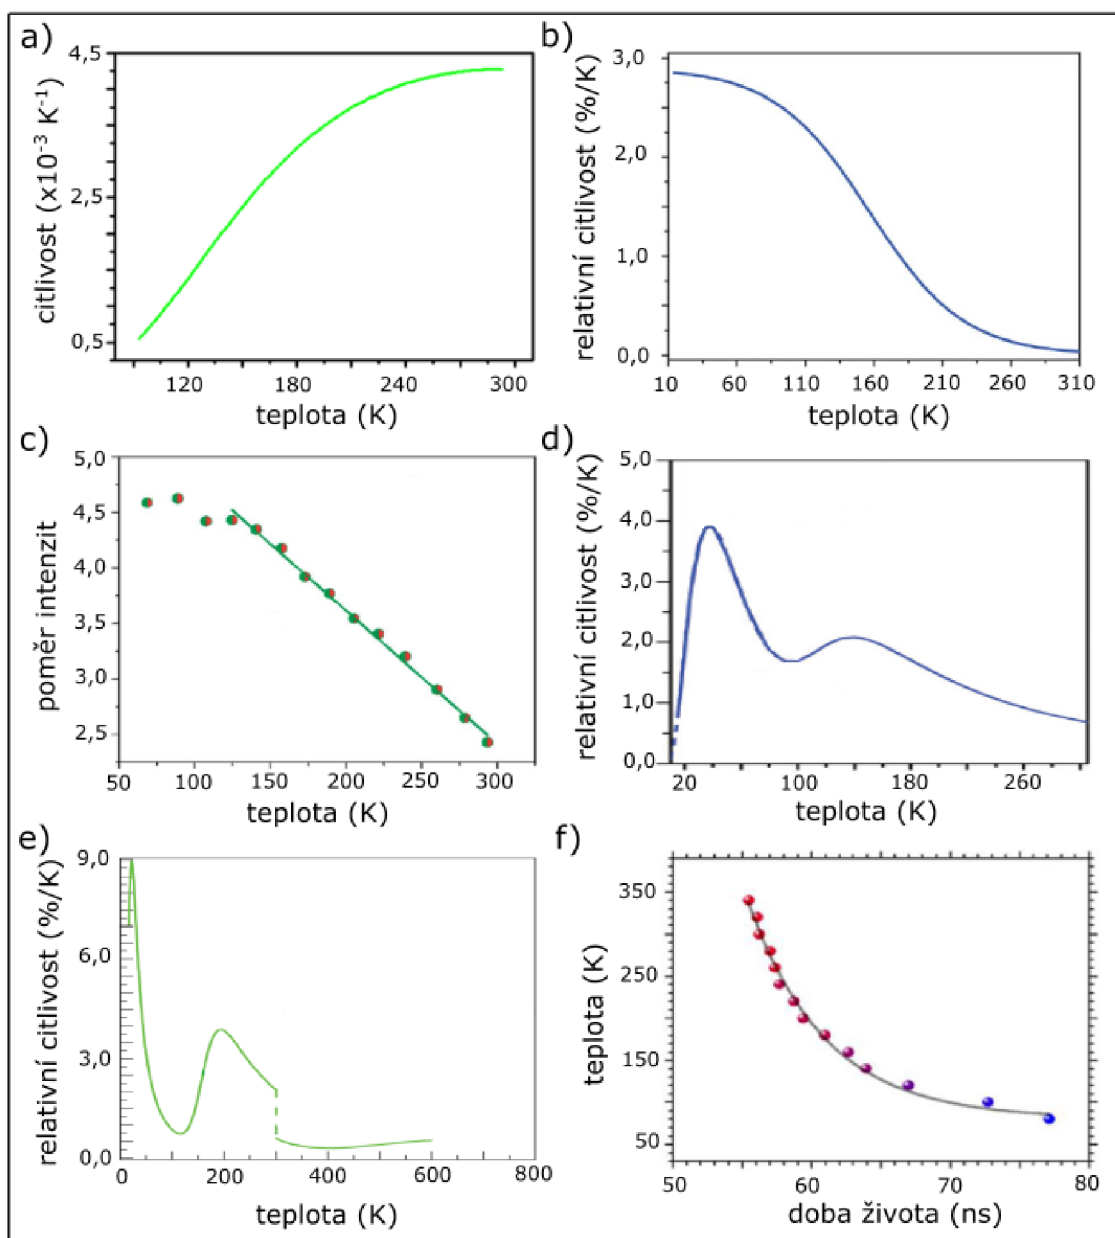 a)
4,5
2,5
0,5
citlivost (x10⁻³ K⁻¹)
120 180 240 300
teplota (K)
b)
3,0
2,0
1,0
0,0
relativní citlivost (%/K)
10 60 110 160 210 260 310
teplota (K)
c)
5,0
4,5
4,0
3,5
3,0
2,5
poměr intenzit
50 100 150 200 250 300
teplota (K)
d)
5,0
4,0
3,0
2,0
1,0
0,0
relativní citlivost (%/K)
20 100 180 260
teplota (K)
e)
9,0
6,0
3,0
0,0
relativní citlivost (%/K)
0 200 400 600 800
teplota (K)
f)
350
250
150
50
teplota (K)
50 60 70 80
doba života (ns)